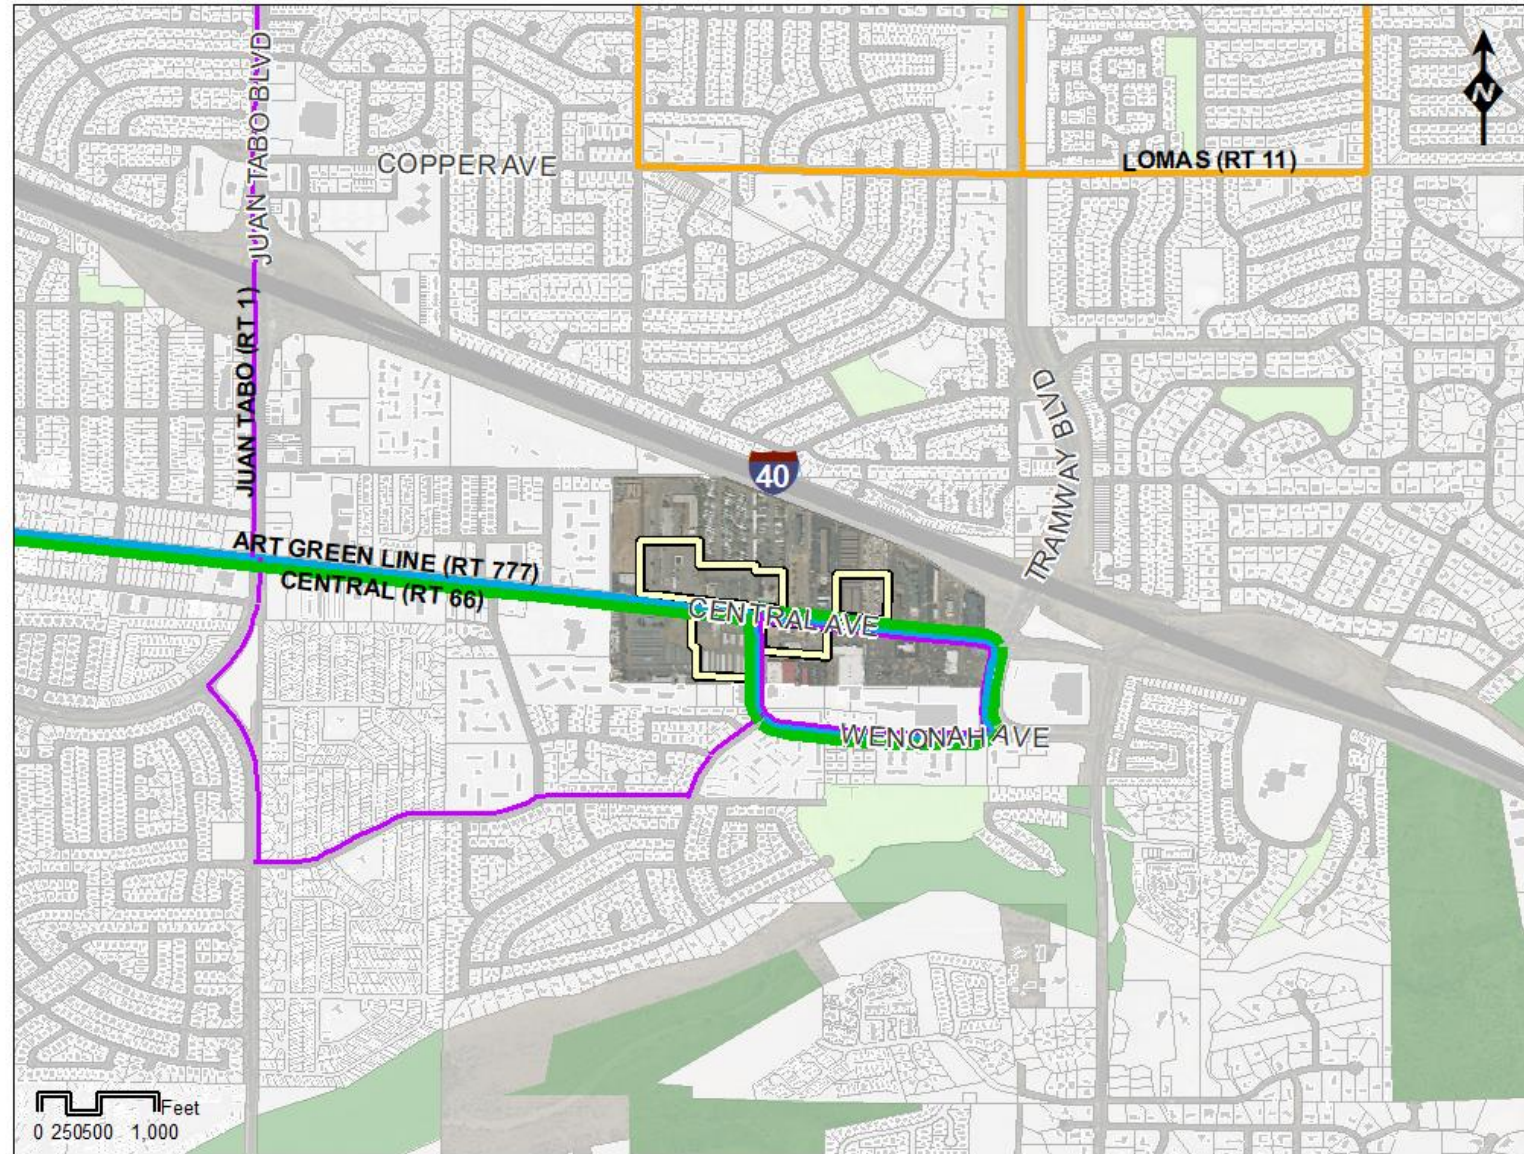 JUAN TABO BLVD
N
COPPER AVE
LOMAS (RT 11)
JUAN TABO (RT 1)
TRAMWAY BLVD
40
ART GREEN LINE (RT 777)
CENTRAL (RT 66)
CENTRAL AVE
WENONAH AVE
Feet
0 250500 1,000